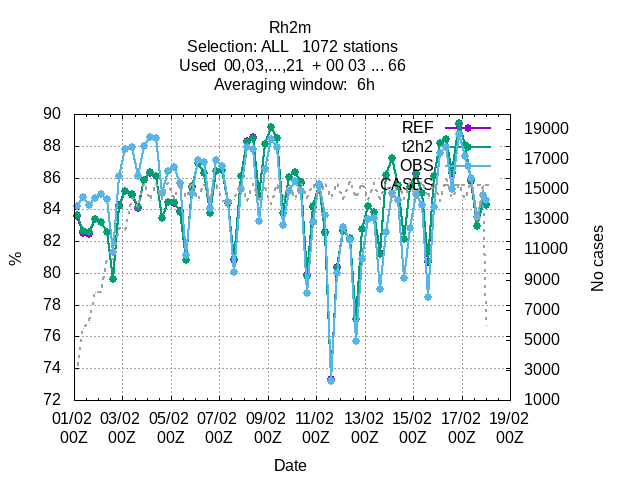 Rh2m
Selection: ALL   1072 stations
Used  00,03,...,21  + 00 03 ... 66
Averaging window:  6h
90
88
86
84
82
80
78
76
74
72
%
19000
17000
15000
13000
11000
9000
7000
5000
3000
1000
No cases
REF
t2h2
OBS
CASES
01/02 03/02 05/02 07/02 09/02 11/02 13/02 15/02 17/02 19/02
00Z 00Z 00Z 00Z 00Z 00Z 00Z 00Z 00Z 00Z
Date